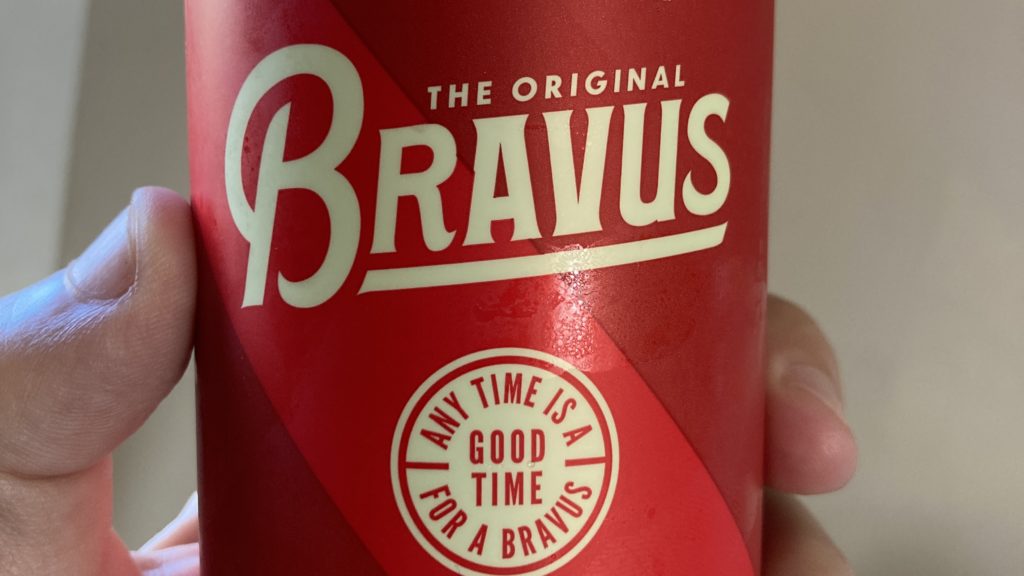 THE ORIGINAL
BRAVUS
ANY TIME IS A
GOOD
TIME
FOR A BRAVUS